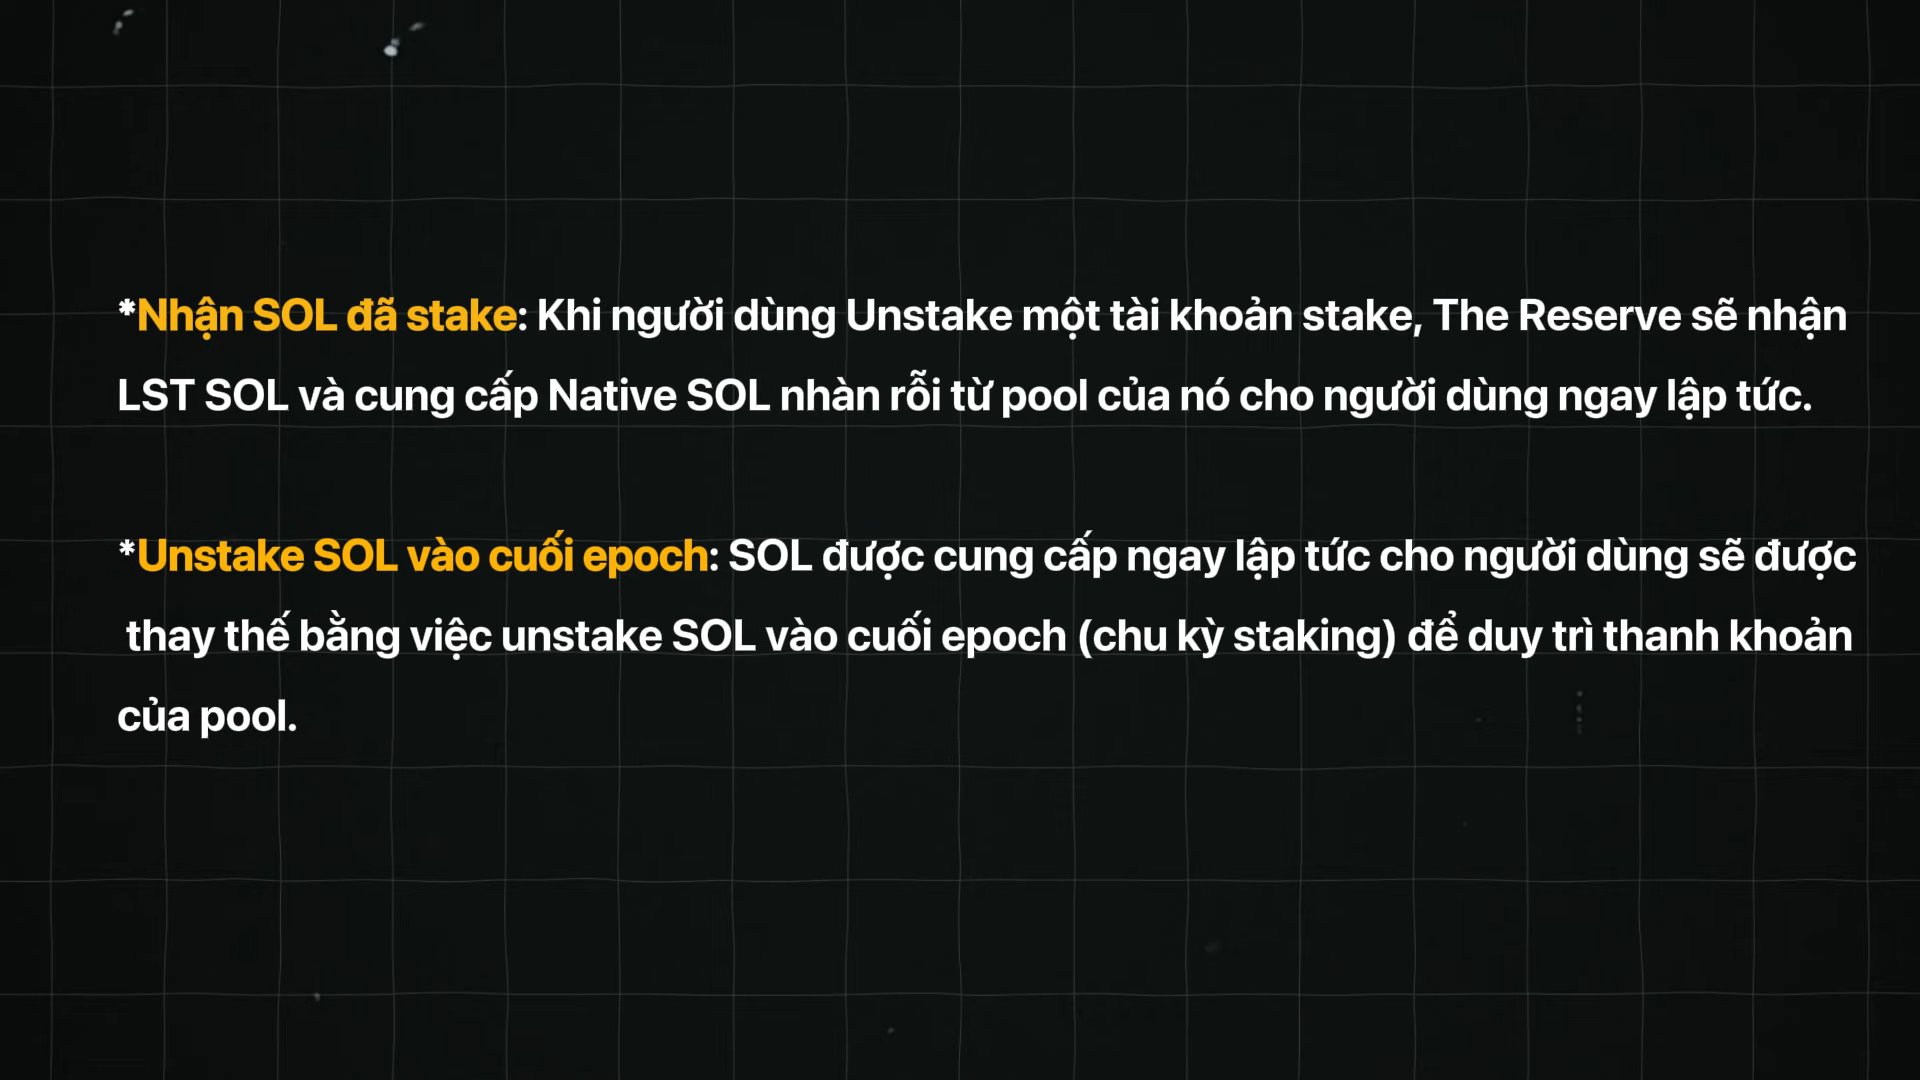 *Nhận SOL đã stake: Khi người dùng Unstake một tài khoản stake, The Reserve sẽ nhận
LST SOL và cung cấp Native SOL nhàn rỗi từ pool của nó cho người dùng ngay lập tức.
*Unstake SOL vào cuối epoch: SOL được cung cấp ngay lập tức cho người dùng sẽ được
thay thế bằng việc unstake SOL vào cuối epoch (chu kỳ staking) để duy trì thanh khoản
của pool.